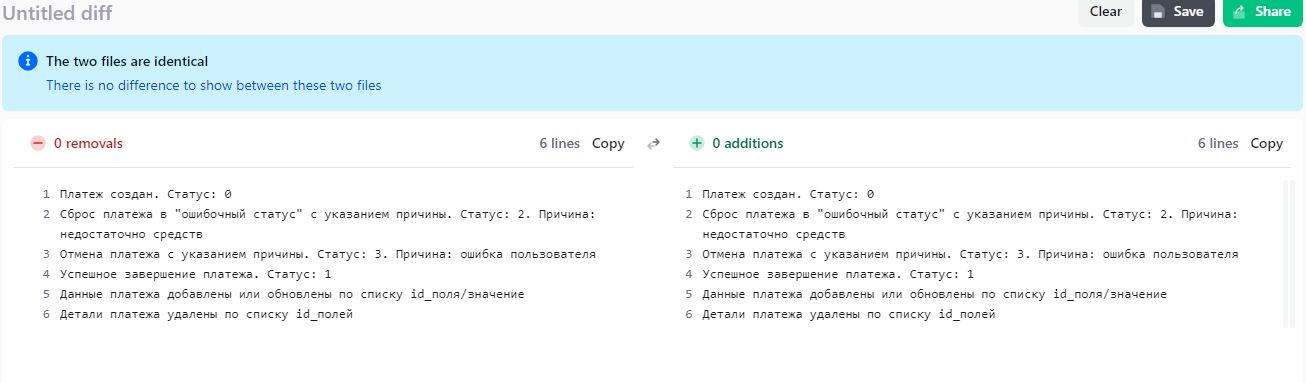 Untitled diff
Clear
Save
Share
The two files are identical
There is no difference to show between these two files
0 removals
6 lines
Copy
0 additions
6 lines
Copy
1 Платеж создан. Статус: 0
2 Сброс платежа в "ошибочный статус" с указанием причины. Статус: 2. Причина:
недостаточно средств
3 Отмена платежа с указанием причины. Статус: 3. Причина: ошибка пользователя
4 Успешное завершение платежа. Статус: 1
5 Данные платежа добавлены или обновлены по списку id_поля/значение
6 Детали платежа удалены по списку id_полей
1 Платеж создан. Статус: 0
2 Сброс платежа в "ошибочный статус" с указанием причины. Статус: 2. Причина:
недостаточно средств
3 Отмена платежа с указанием причины. Статус: 3. Причина: ошибка пользователя
4 Успешное завершение платежа. Статус: 1
5 Данные платежа добавлены или обновлены по списку id_поля/значение
6 Детали платежа удалены по списку id_полей